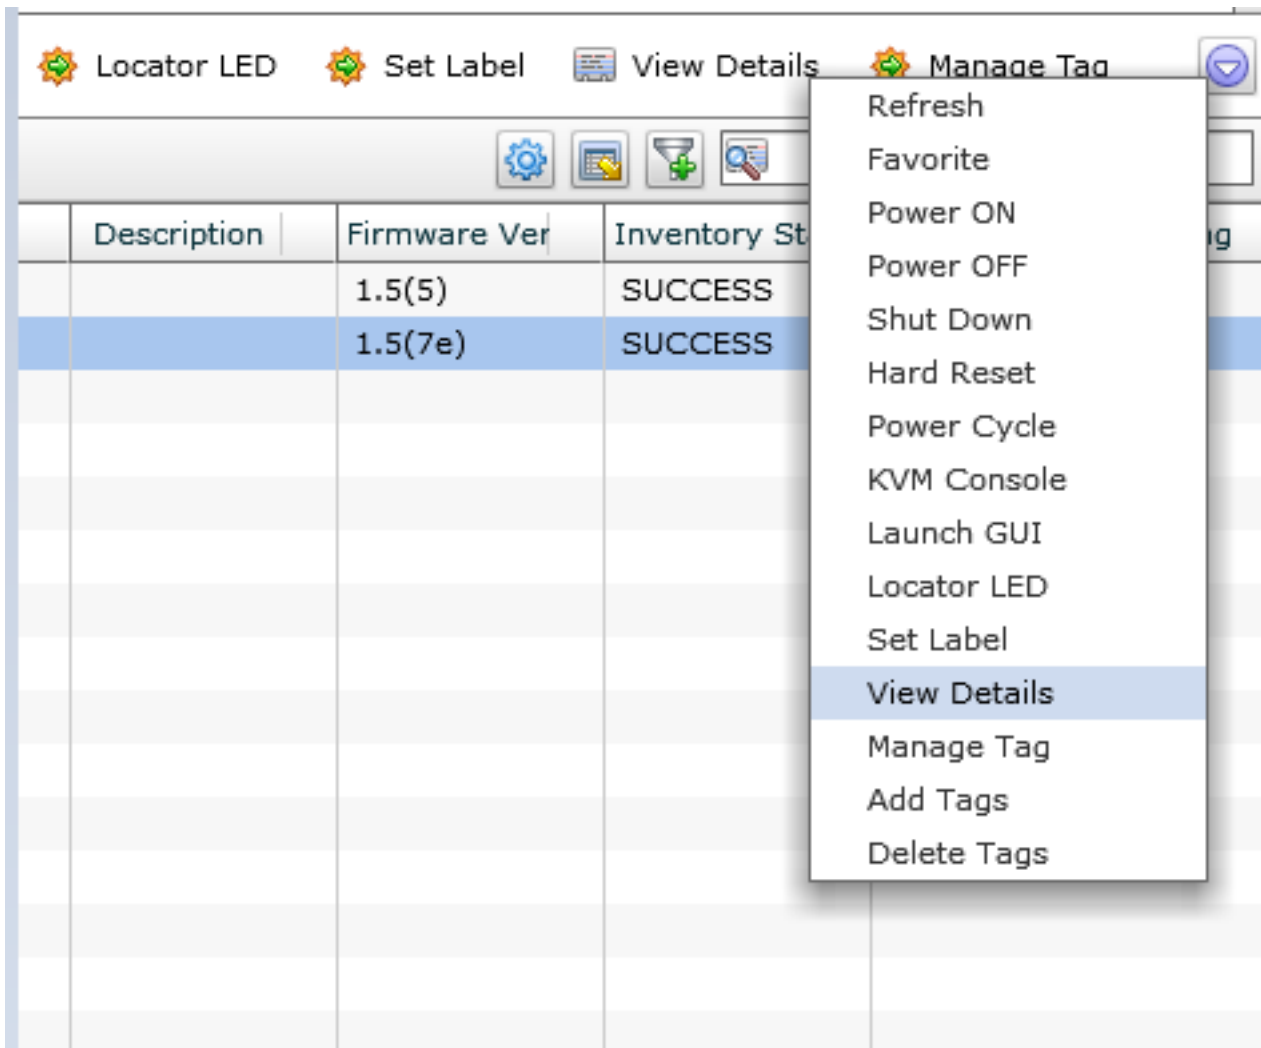 Locator LED Set Label View Details Manage Tag
Description Firmware Ver Inventory St g
1.5(5) SUCCESS
1.5(7e) SUCCESS
Refresh
Favorite
Power ON
Power OFF
Shut Down
Hard Reset
Power Cycle
KVM Console
Launch GUI
Locator LED
Set Label
View Details
Manage Tag
Add Tags
Delete Tags